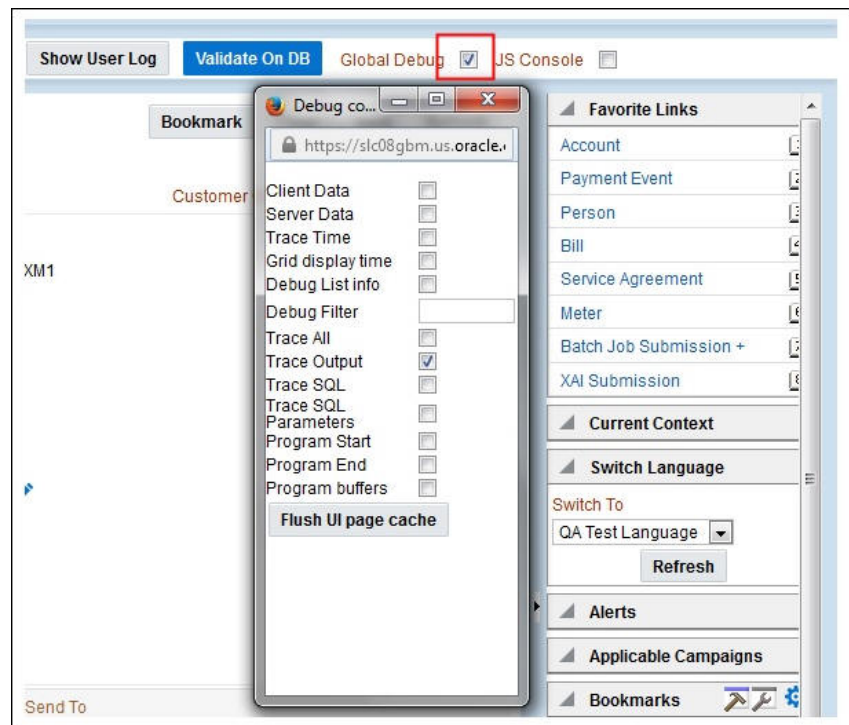 Show User Log
Validate On DB
Global Debug
JS Console
Bookmark
Customer
XM1
Send To
Debug co...
https://slc08gbm.us.oracle.
Client Data
Server Data
Trace Time
Grid display time
Debug List info
Debug Filter
Trace All
Trace Output
Trace SQL
Trace SQL
Parameters
Program Start
Program End
Program buffers
Flush UI page cache
Favorite Links
Account
Payment Event
Person
Bill
Service Agreement
Meter
Batch Job Submission +
XAI Submission
Current Context
Switch Language
Switch To
QA Test Language
Refresh
Alerts
Applicable Campaigns
Bookmarks